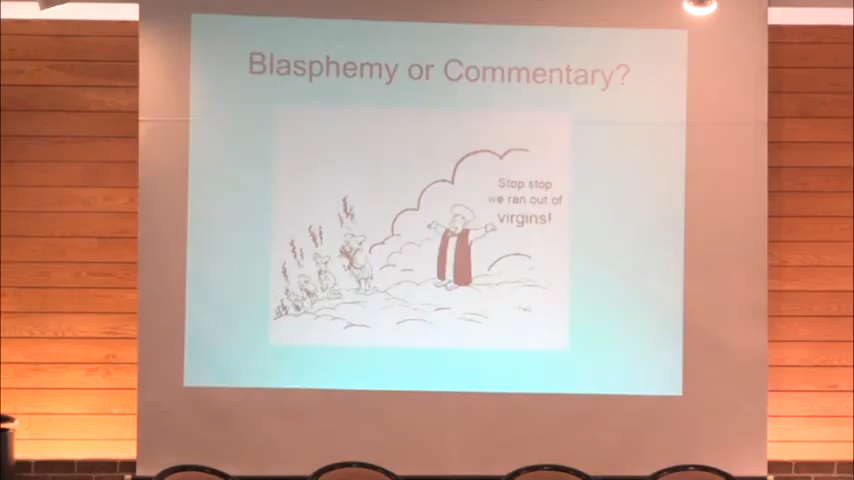 Blasphemy or Commentary?
Stop stop
we ran out of
virgins!